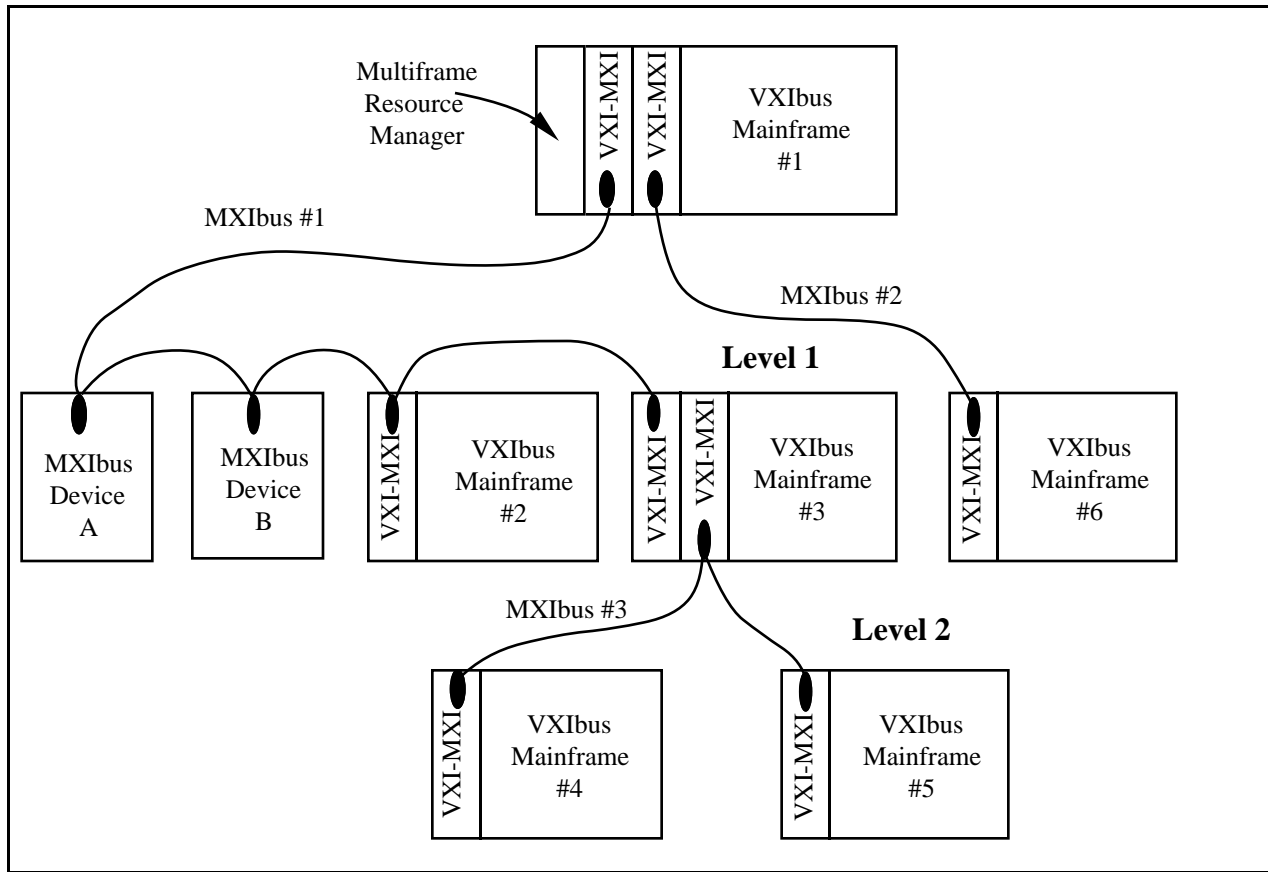 Multiframe
Resource
Manager
VXI-MXI
VXI-MXI
VXIbus
Mainframe
#1
MXIbus #1
MXIbus #2
Level 1
MXIbus
Device
A
MXIbus
Device
B
VXI-MXI
VXIbus
Mainframe
#2
VXI-MXI
VXI-MXI
VXIbus
Mainframe
#3
VXI-MXI
VXIbus
Mainframe
#6
MXIbus #3
Level 2
VXI-MXI
VXIbus
Mainframe
#4
VXI-MXI
VXIbus
Mainframe
#5